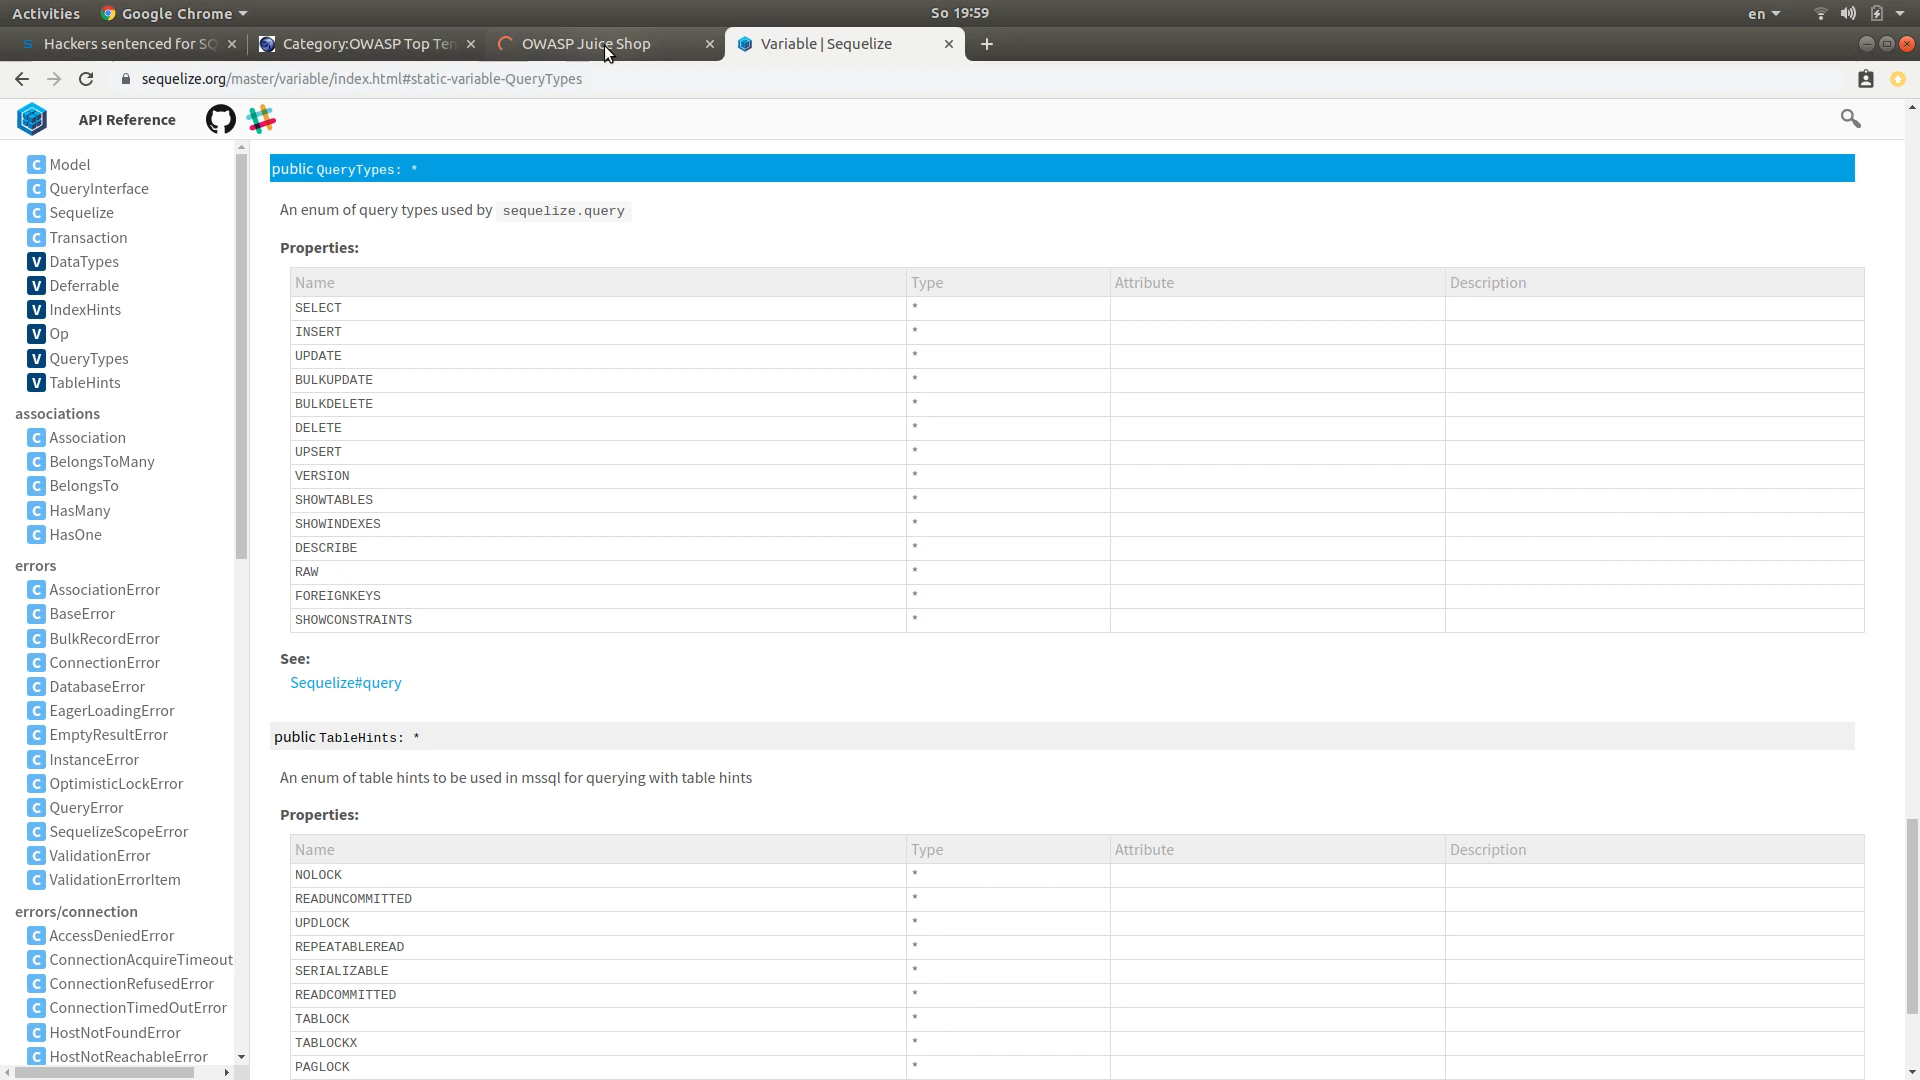 Activities
Google Chrome
So 19:59
en
Hackers sentenced for SQ
Category:OWASP Top Ten
OWASP Juice Shop
Variable | Sequelize
sequelize.org/master/variable/index.html#static-variable-QueryTypes
API Reference
C Model
C QueryInterface
C Sequelize
C Transaction
V DataTypes
V Deferrable
V IndexHints
V Op
V QueryTypes
V TableHints
associations
C Association
C BelongsToMany
C BelongsTo
C HasMany
C HasOne
errors
C AssociationError
C BaseError
C BulkRecordError
C ConnectionError
C DatabaseError
C EagerLoadingError
C EmptyResultError
C InstanceError
C OptimisticLockError
C QueryError
C SequelizeScopeError
C ValidationError
C ValidationErrorItem
errors/connection
C AccessDeniedError
C ConnectionAcquireTimeout
C ConnectionRefusedError
C ConnectionTimedOutError
C HostNotFoundError
C HostNotReachableError
public QueryTypes: *
An enum of query types used by sequelize.query
Properties:
Name Type Attribute Description
SELECT *
INSERT *
UPDATE *
BULKUPDATE *
BULKDELETE *
DELETE *
UPSERT *
VERSION *
SHOWTABLES *
SHOWINDEXES *
DESCRIBE *
RAW *
FOREIGNKEYS *
SHOWCONSTRAINTS *
See:
Sequelize#query
public TableHints: *
An enum of table hints to be used in mssql for querying with table hints
Properties:
Name Type Attribute Description
NOLOCK *
READUNCOMMITTED *
UPDLOCK *
REPEATABLEREAD *
SERIALIZABLE *
READCOMMITTED *
TABLOCK *
TABLOCKX *
PAGLOCK *